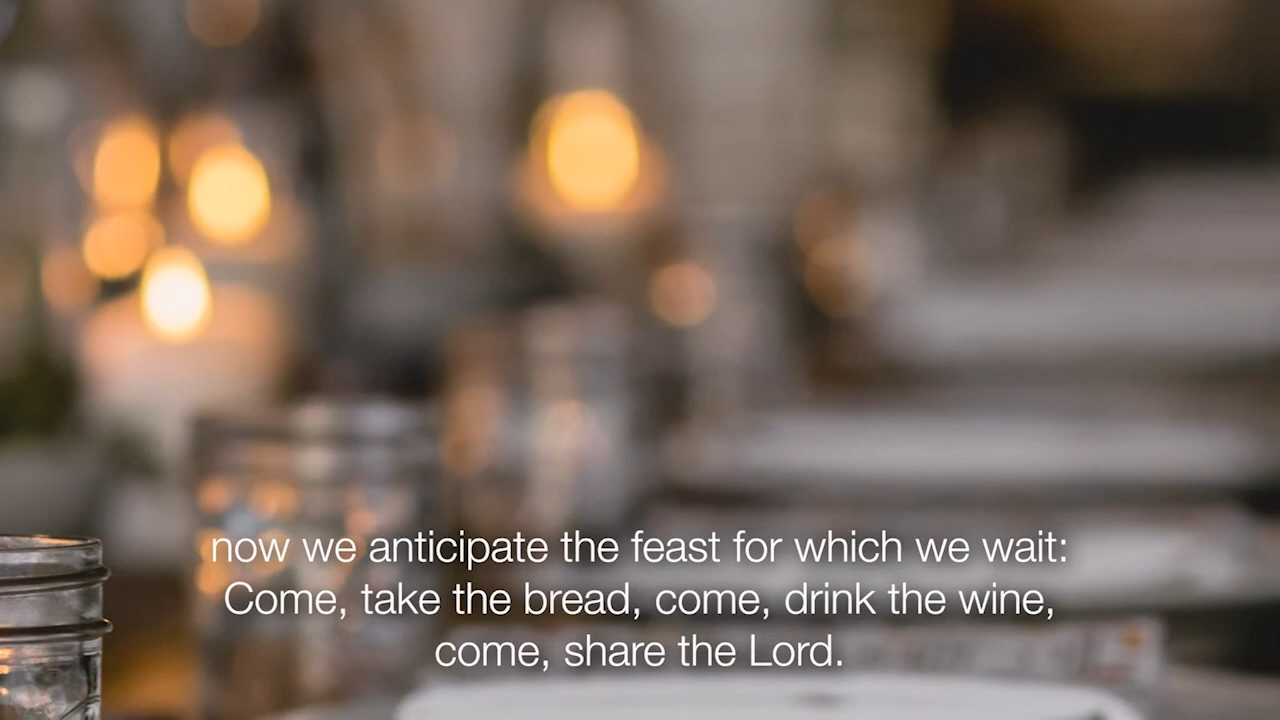 now we anticipate the feast for which we wait:
Come, take the bread, come, drink the wine,
come, share the Lord.